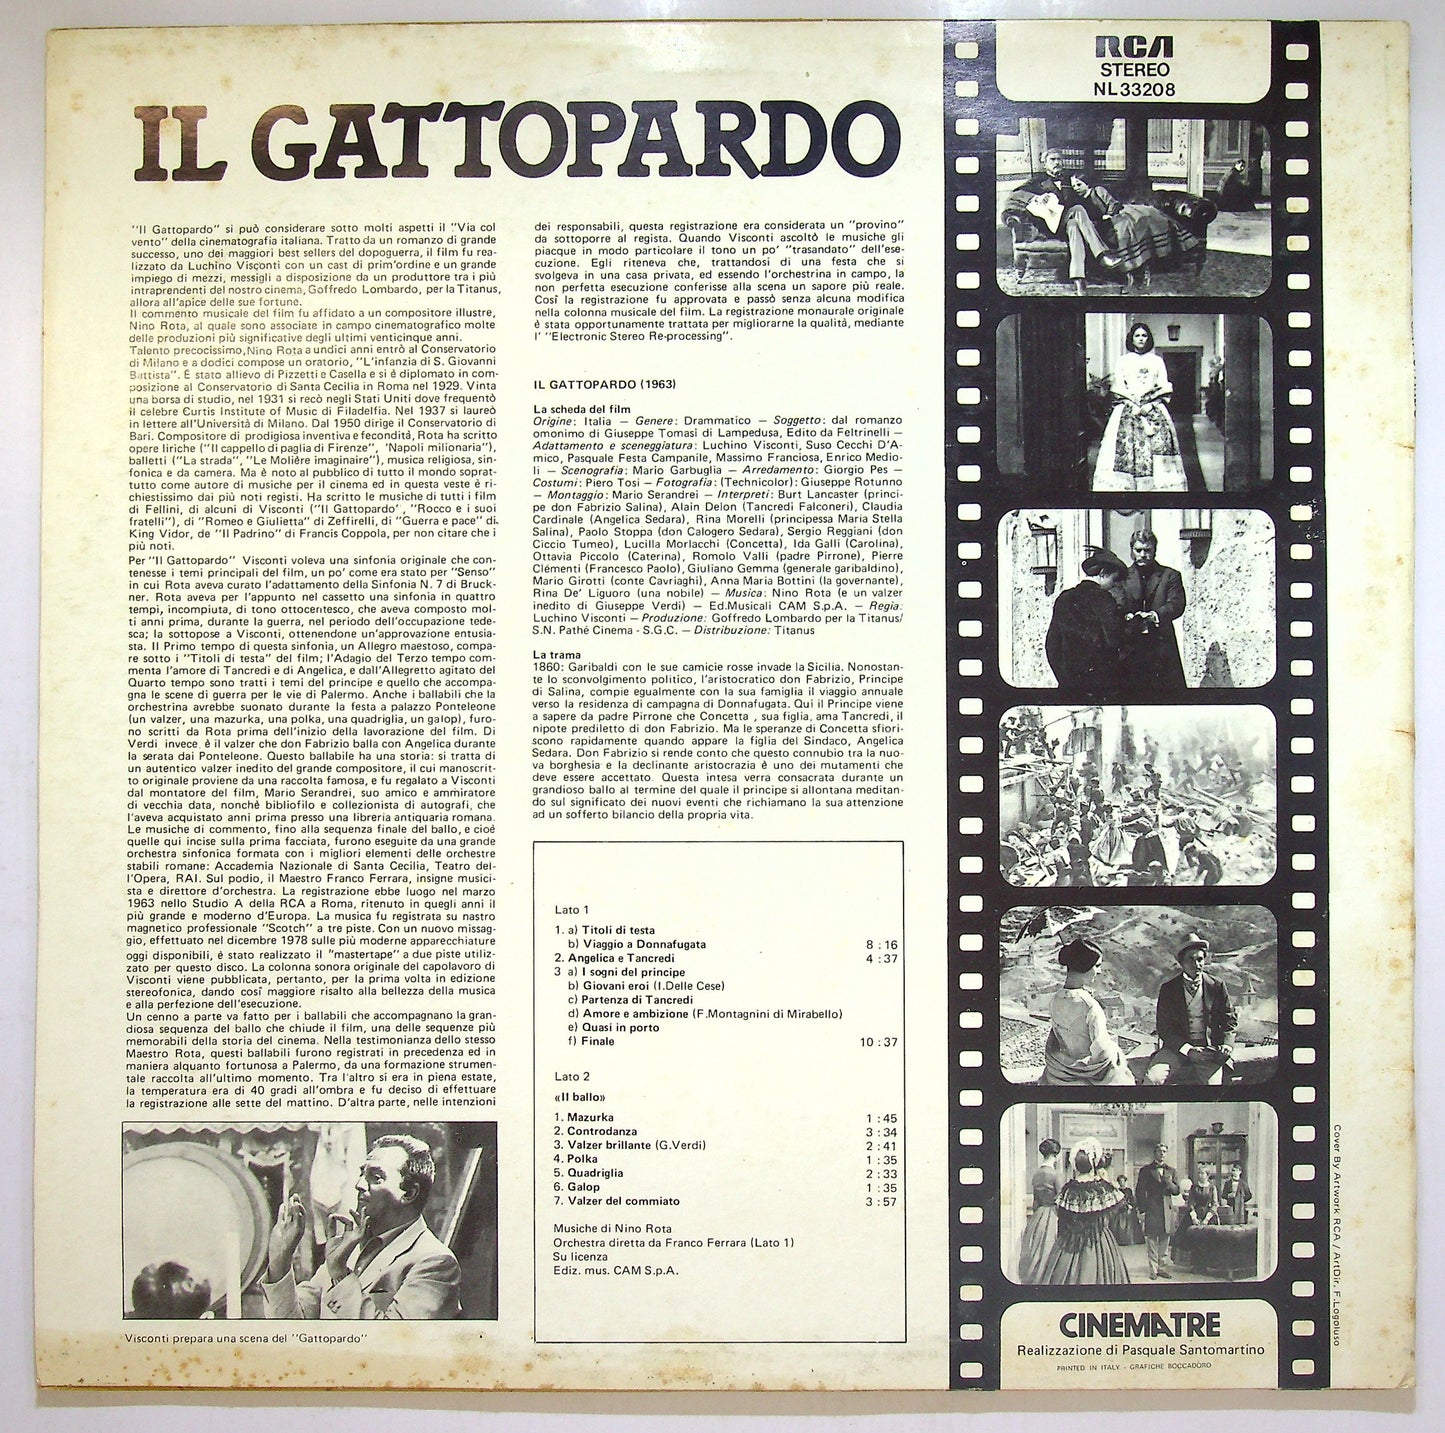 IL GATTOPARDO
"Il Gattopardo" si può considerare sotto molti aspetti il "Via col
vento" della cinematografia italiana. Tratto da un romanzo di grande
successo, uno dei maggiori best sellers del dopoguerra, il film fu rea-
lizzato da Luchino Visconti con un cast di prim'ordine e un grande
impiego di mezzi, messigli a disposizione da un produttore tra i più
intraprendenti del nostro cinema, Goffredo Lombardo, per la Titanus,
allora all'apice delle sue fortune.
Il commento musicale del film fu affidato a un compositore illustre,
Nino Rota, al quale sono associate in campo cinematografico molte
delle produzioni più significative degli ultimi venticinque anni.
Talento precocissimo, Nino Rota a undici anni entrò al Conservatorio
di Milano e a dodici compose un oratorio, "L'infanzia di S. Giovanni
Battista". È stato allievo di Pizzetti e Casella e si è diplomato in com-
posizione al Conservatorio di Santa Cecilia in Roma nel 1929. Vinta
una borsa di studio, nel 1931 si recò negli Stati Uniti dove frequentò
il celebre Curtis Institute of Music di Filadelfia. Nel 1937 si laureò
in lettere all'Università di Milano. Dal 1950 dirige il Conservatorio di
Bari. Compositore di prodigiosa inventiva e fecondità, Rota ha scritto
opere liriche ("Il cappello di paglia di Firenze", 'Napoli milionaria"),
balletti ("La strada", "Le Molière imaginaire"), musica religiosa, sin-
fonica e da camera. Ma è noto al pubblico di tutto il mondo soprat-
tutto come autore di musiche per il cinema ed in questa veste è ri-
chiestissimo dai più noti registi. Ha scritto le musiche di tutti i film
di Fellini, di alcuni di Visconti ("Il Gattopardo", "Rocco e i suoi
fratelli"), di "Romeo e Giulietta" di Zeffirelli, di "Guerra e pace" di
King Vidor, de "Il Padrino" di Francis Coppola, per non citare che i
più noti.
Per "Il Gattopardo" Visconti voleva una sinfonia originale che con-
tenesse i temi principali del film, un po' come era stato per "Senso"
in cui Rota aveva curato l'adattamento della Sinfonia N. 7 di Bruck-
ner. Rota aveva per l'appunto nel cassetto una sinfonia in quattro
tempi, incompiuta, di tono ottocentesco, che aveva composto mol-
ti anni prima, durante la guerra, nel periodo dell'occupazione tede-
sca; la sottopose a Visconti, ottenendone un'approvazione entusia-
sta. Il Primo tempo di questa sinfonia, un Allegro maestoso, compa-
re sotto i "Titoli di testa" del film; l'Adagio del Terzo tempo com-
menta l'amore di Tancredi e di Angelica, e dall'Allegretto agitato del
Quarto tempo sono tratti i temi del principe e quello che accompa-
gna le scene di guerra per le vie di Palermo. Anche i ballabili che la
orchestrina avrebbe suonato durante la festa a palazzo Ponteleone
(un valzer, una mazurka, una polka, una quadriglia, un galop), furo-
no scritti da Rota prima dell'inizio della lavorazione del film. Di
Verdi invece è il valzer che don Fabrizio balla con Angelica durante
la serata dai Ponteleone. Questo ballabile ha una storia: si tratta di
un autentico valzer inedito del grande compositore, il cui manoscrit-
to originale proviene da una raccolta famosa, e fu regalato a Visconti
dal montatore del film, Mario Serandrei, suo amico e ammiratore
di vecchia data, nonchè bibliofilo e collezionista di autografi, che
l'aveva acquistato anni prima presso una libreria antiquaria romana.
Le musiche di commento, fino alla sequenza finale del ballo, e cioè
quelle qui incise sulla prima facciata, furono eseguite da una grande
orchestra sinfonica formata con i migliori elementi delle orchestre
stabili romane: Accademia Nazionale di Santa Cecilia, Teatro del-
l'Opera, RAI. Sul podio, il Maestro Franco Ferrara, insigne musici-
sta e direttore d'orchestra. La registrazione ebbe luogo nel marzo
1963 nello Studio A della RCA a Roma, ritenuto in quegli anni il
più grande e moderno d'Europa. La musica fu registrata su nastro
magnetico professionale "Scotch" a tre piste. Con un nuovo missag-
gio, effettuato nel dicembre 1978 sulle più moderne apparecchiature
oggi disponibili, è stato realizzato il "mastertape" a due piste utiliz-
zato per questo disco. La colonna sonora originale del capolavoro di
Visconti viene pubblicata, pertanto, per la prima volta in edizione
stereofonica, dando così maggiore risalto alla bellezza della musica
e alla perfezione dell'esecuzione.
Un cenno a parte va fatto per i ballabili che accompagnano la gran-
diosa sequenza del ballo che chiude il film, una delle sequenze più
memorabili della storia del cinema. Nella testimonianza dello stesso
Maestro Rota, questi ballabili furono registrati in precedenza ed in
maniera alquanto fortunosa a Palermo, da una formazione strumen-
tale raccolta all'ultimo momento. Tra l'altro si era in piena estate,
la temperatura era di 40 gradi all'ombra e fu deciso di effettuare
la registrazione alle sette del mattino. D'altra parte, nelle intenzioni
Visconti prepara una scena del "Gattopardo"
dei responsabili, questa registrazione era considerata un "provino"
da sottoporre al regista. Quando Visconti ascoltò le musiche gli
piacque in modo particolare il tono un po' "trasandato" dell'ese-
cuzione. Egli riteneva che, trattandosi di una festa che si
svolgeva in una casa privata, ed essendo l'orchestrina in campo, la
non perfetta esecuzione conferisse alla scena un sapore più reale.
Così la registrazione fu approvata e passò senza alcuna modifica
nella colonna musicale del film. La registrazione monaurale originale
è stata opportunamente trattata per migliorarne la qualità, mediante
l' "Electronic Stereo Re-processing".
IL GATTOPARDO (1963)
La scheda del film
Origine: Italia — Genere: Drammatico — Soggetto: dal romanzo
omonimo di Giuseppe Tomasi di Lampedusa, Edito da Feltrinelli —
Adattamento e sceneggiatura: Luchino Visconti, Suso Cecchi D'A-
mico, Pasquale Festa Campanile, Massimo Franciosa, Enrico Medio-
li — Scenografia: Mario Garbuglia — Arredamento: Giorgio Pes —
Costumi: Piero Tosi — Fotografia: (Technicolor): Giuseppe Rotunno
— Montaggio: Mario Serandrei — Interpreti: Burt Lancaster (princi-
pe don Fabrizio Salina), Alain Delon (Tancredi Falconeri), Claudia
Cardinale (Angelica Sedara), Rina Morelli (principessa Maria Stella
Salina), Paolo Stoppa (don Calogero Sedara), Sergio Reggiani (don
Ciccio Tumeo), Lucilla Morlacchi (Concetta), Ida Galli (Carolina),
Ottavia Piccolo (Caterina), Romolo Valli (padre Pirrone), Pierre
Clémenti (Francesco Paolo), Giuliano Gemma (generale garibaldino),
Mario Girotti (conte Cavriaghi), Anna Maria Bottini (la governante),
Rina De' Liguoro (una nobile) — Musica: Nino Rota (e un valzer
inedito di Giuseppe Verdi) — Ed.Musicali CAM S.p.A. — Regia:
Luchino Visconti — Produzione: Goffredo Lombardo per la Titanus/
S.N. Pathé Cinema - S.G.C. — Distribuzione: Titanus
La trama
1860: Garibaldi con le sue camicie rosse invade la Sicilia. Nonostan-
te lo sconvolgimento politico, l'aristocratico don Fabrizio, Principe
di Salina, compie egualmente con la sua famiglia il viaggio annuale
verso la residenza di campagna di Donnafugata. Qui il Principe viene
a sapere da padre Pirrone che Concetta , sua figlia, ama Tancredi, il
nipote prediletto di don Fabrizio. Ma le speranze di Concetta sfiori-
scono rapidamente quando appare la figlia del Sindaco, Angelica
Sedara. Don Fabrizio si rende conto che questo connubio tra la nuo-
va borghesia e la declinante aristocrazia è uno dei mutamenti che
deve essere accettato. Questa intesa verra consacrata durante un
grandioso ballo al termine del quale il principe si allontana meditan-
do sul significato dei nuovi eventi che richiamano la sua attenzione
ad un sofferto bilancio della propria vita.
Lato 1
1. a) Titoli di testa
b) Viaggio a Donnafugata 8 : 16
2. Angelica e Tancredi 4 : 37
3 a) I sogni del principe
b) Giovani eroi (I.Delle Cese)
c) Partenza di Tancredi
d) Amore e ambizione (F.Montagnini di Mirabello)
e) Quasi in porto
f) Finale 10 : 37
Lato 2
«Il ballo»
1. Mazurka 1 : 45
2. Controdanza 3 : 34
3. Valzer brillante (G.Verdi) 2 : 41
4. Polka 1 : 35
5. Quadriglia 2 : 33
6. Galop 1 : 35
7. Valzer del commiato 3 : 57
Musiche di Nino Rota
Orchestra diretta da Franco Ferrara (Lato 1)
Su licenza
Ediz. mus. CAM S.p.A.
RCA
STEREO
NL33208
CINEMATRE
Realizzazione di Pasquale Santomartino
PRINTED IN ITALY - GRAFICHE BOCCADORO
Cover By Artwork RCA / ArtDir. F.Logoluso